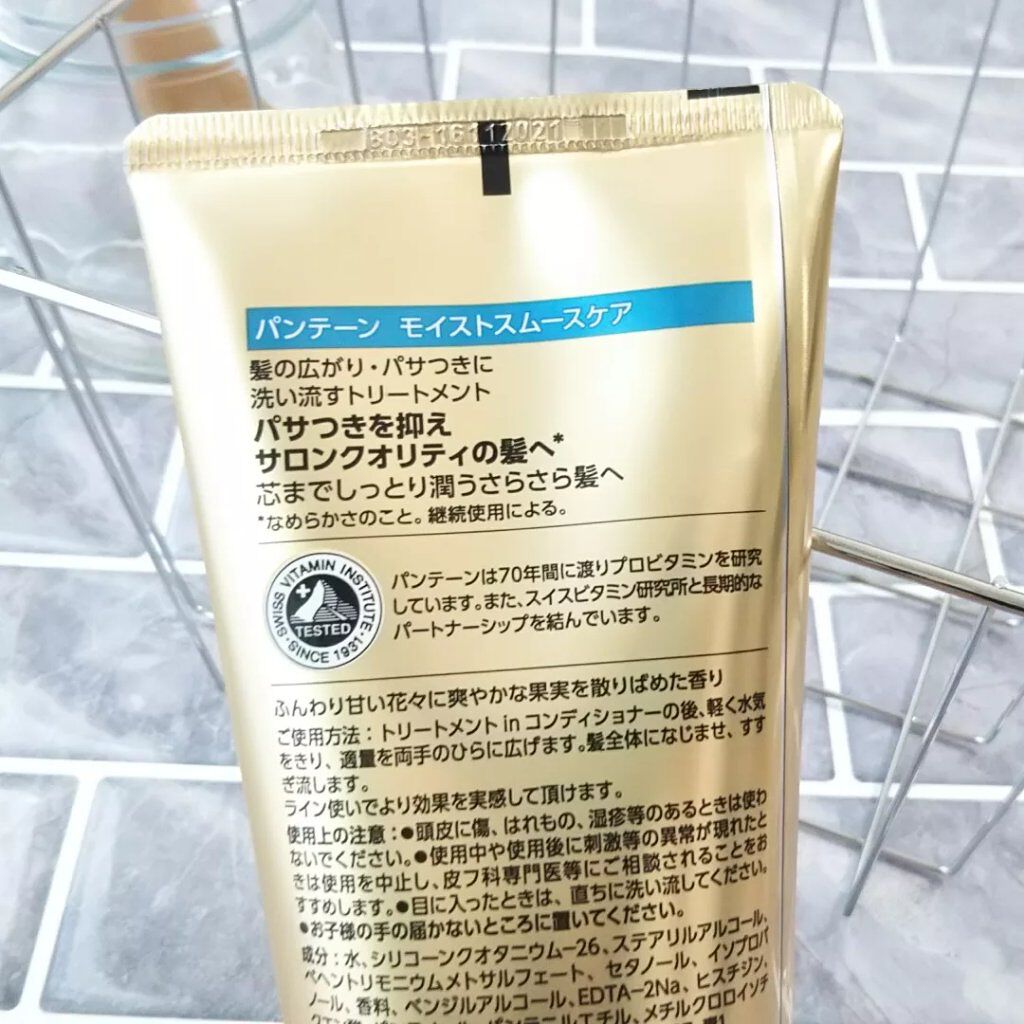 603-16112021
パンテーン モイストスムースケア
髪の広がり・パサつきに
洗い流すトリートメント
パサつきを抑え
サロンクオリティの髪へ*
芯までしっとり潤うさらさら髪へ
*なめらかさのこと。継続使用による。
SWISS VITAMIN INSTITUTE
TESTED
SINCE 1931
パンテーンは70年間に渡りプロビタミンを研究
しています。また、スイスビタミン研究所と長期的な
パートナーシップを結んでいます。
ふんわり甘い花々に爽やかな果実を散りばめた香り
ご使用方法：トリートメント in コンディショナーの後、軽く水気
をきり、適量を両手のひらに広げます。髪全体になじませ、すす
ぎ流します。
ライン使いでより効果を実感して頂けます。
使用上の注意：●頭皮に傷、はれもの、湿疹等のあるときは使わ
ないでください。●使用中や使用後に刺激等の異常が現れたと
きは使用を中止し、皮フ科専門医等にご相談されることをお
すすめします。●目に入ったときは、直ちに洗い流してください。
●お子様の手の届かないところに置いてください。
成分：水、シリコーンクオタニウム-26、ステアリルアルコール、
ベヘントリモニウムメトサルフェート、セタノール、イソプロパ
ノール、香料、ベンジルアルコール、EDTA-2Na、ヒスチジン、
パンテニルエチル、メチルクロロイソチ